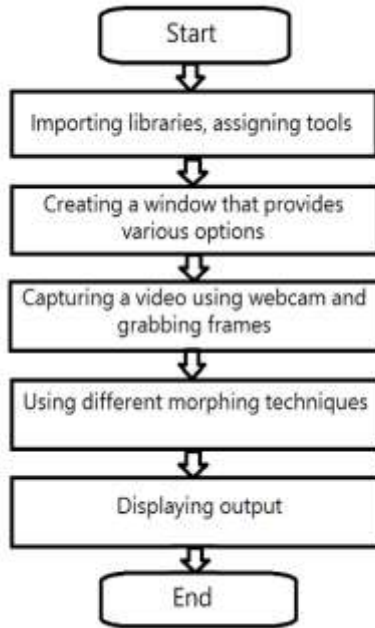 Start
Importing libraries, assigning tools
Creating a window that provides
various options
Capturing a video using webcam and
grabbing frames
Using different morphing techniques
Displaying output
End